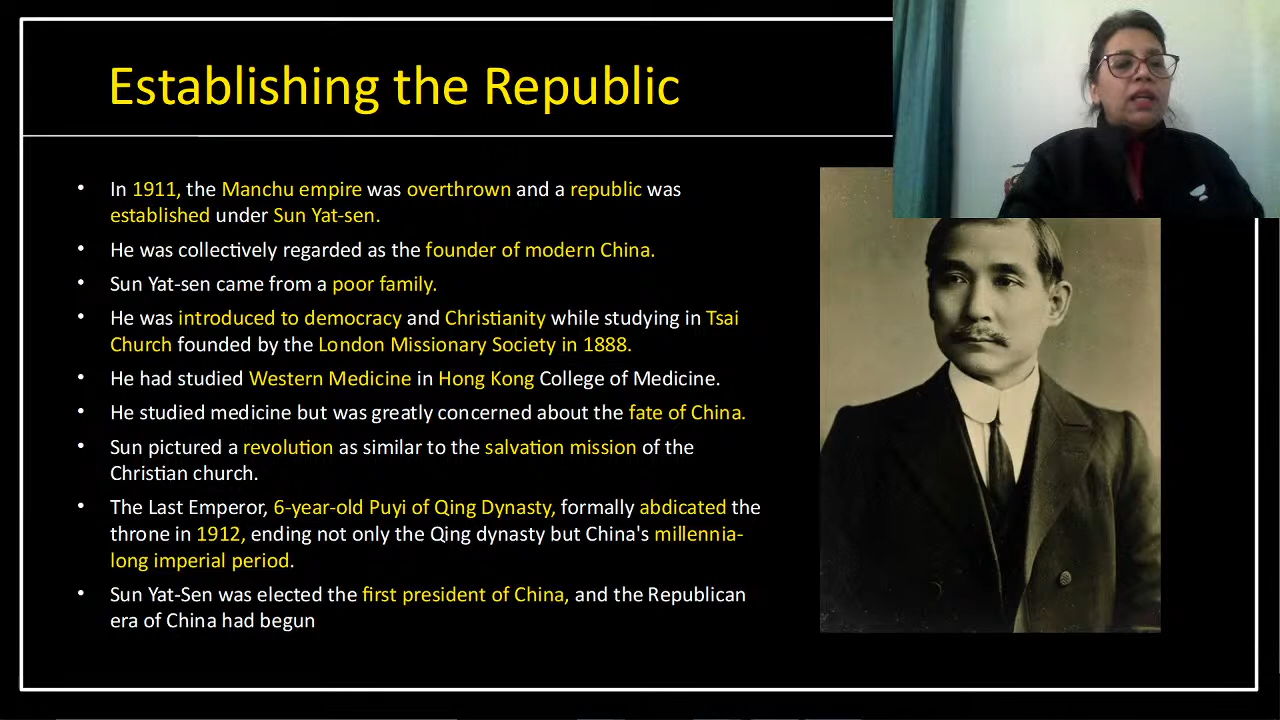 Establishing the Republic
• In 1911, the Manchu empire was overthrown and a republic was
established under Sun Yat-sen.
• He was collectively regarded as the founder of modern China.
• Sun Yat-sen came from a poor family.
• He was introduced to democracy and Christianity while studying in Tsai
Church founded by the London Missionary Society in 1888.
• He had studied Western Medicine in Hong Kong College of Medicine.
• He studied medicine but was greatly concerned about the fate of China.
• Sun pictured a revolution as similar to the salvation mission of the
Christian church.
• The Last Emperor, 6-year-old Puyi of Qing Dynasty, formally abdicated the
throne in 1912, ending not only the Qing dynasty but China's millennia-
long imperial period.
• Sun Yat-Sen was elected the first president of China, and the Republican
era of China had begun